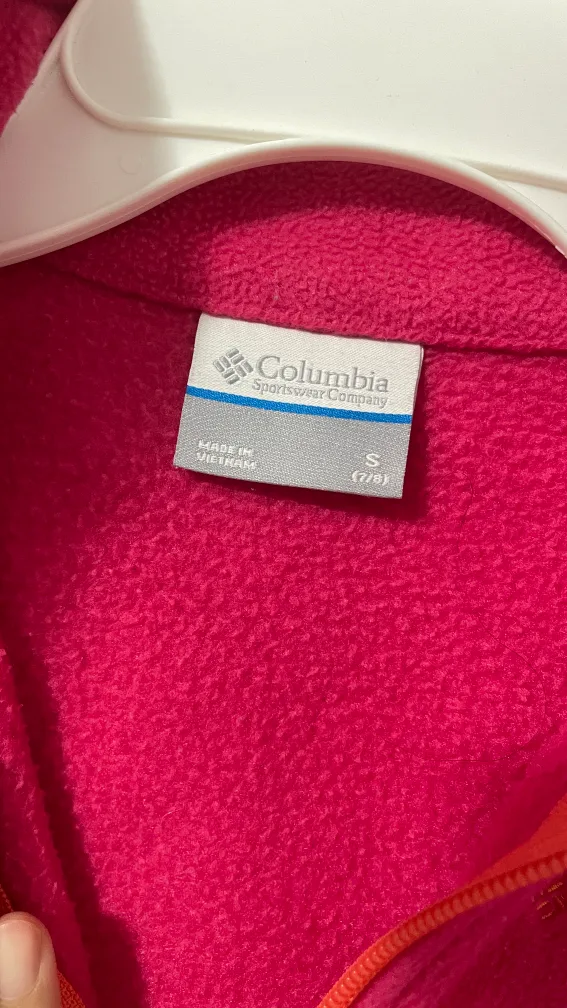 Columbia
Sportswear Company
MADE IN
VIETNAM
S
(7/8)